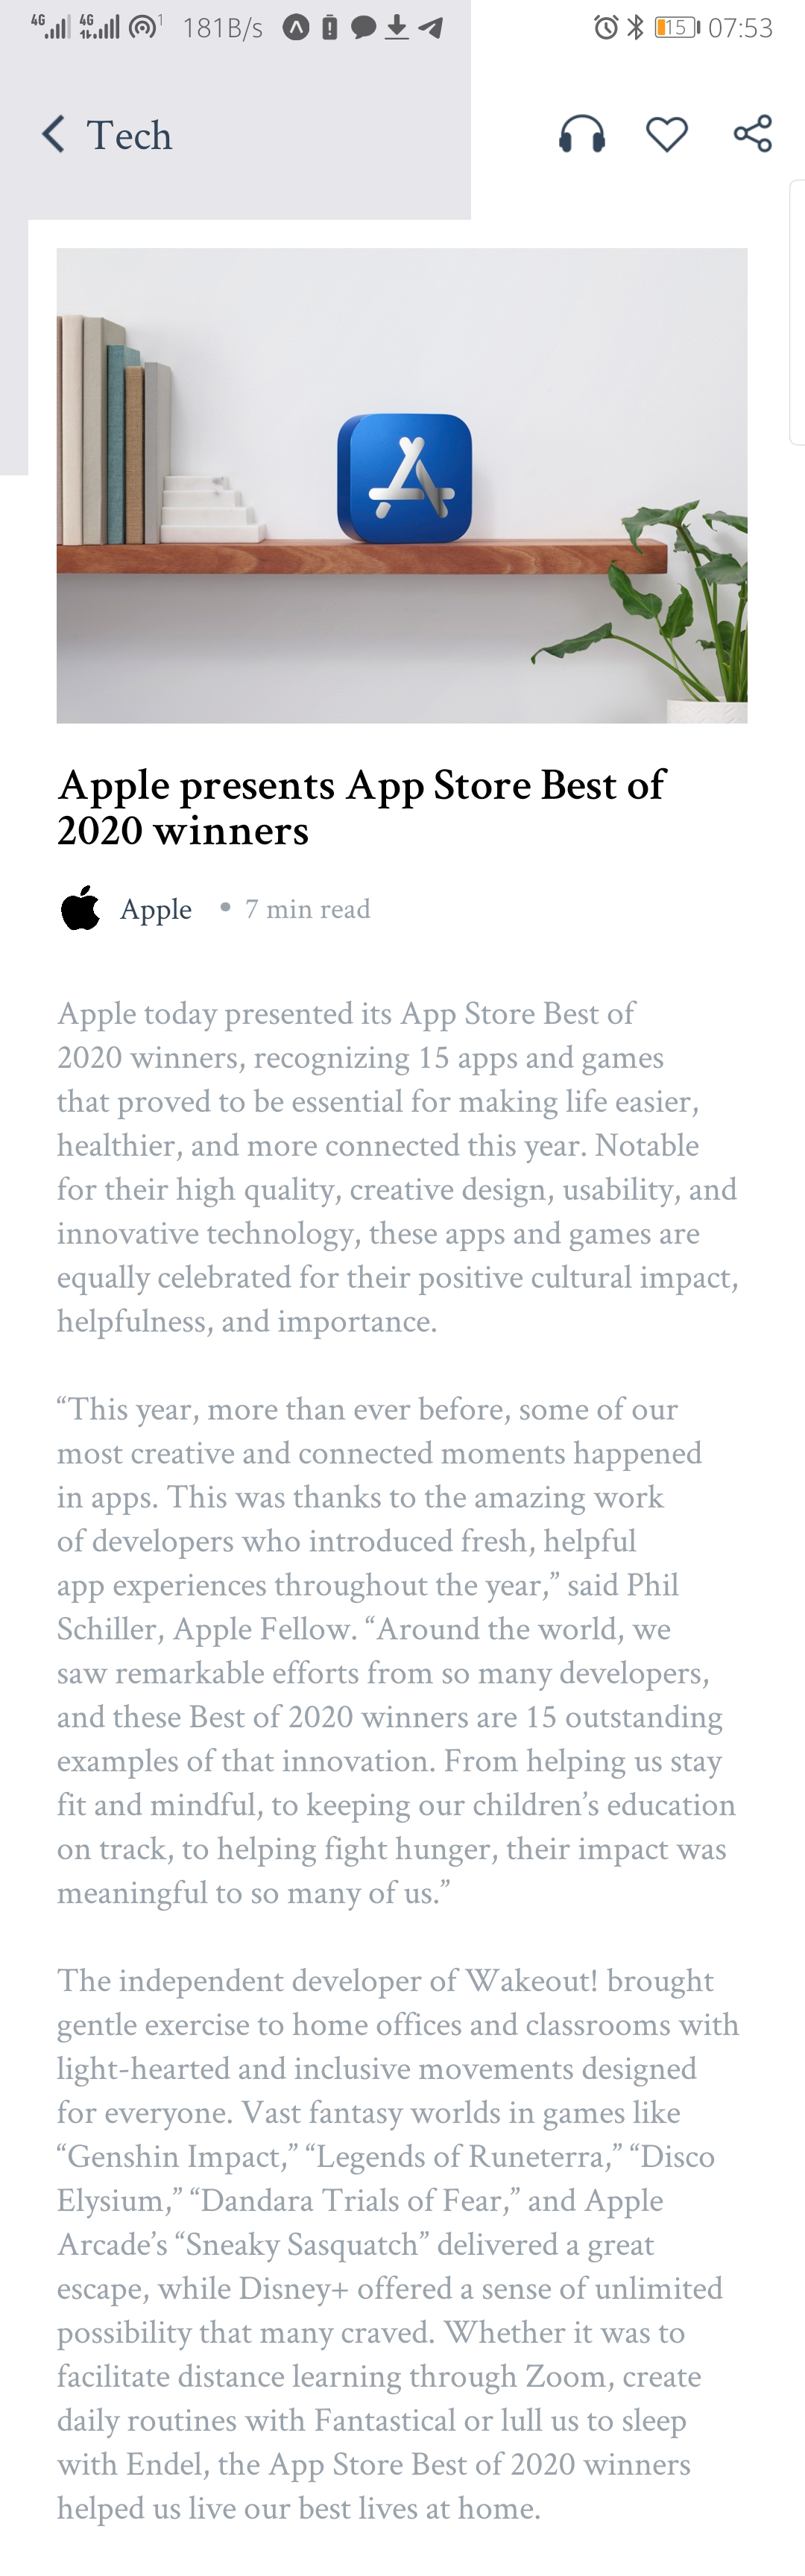 4G 4G 1 181B/s 15 07:53
Tech
Apple presents App Store Best of
2020 winners
Apple • 7 min read
Apple today presented its App Store Best of
2020 winners, recognizing 15 apps and games
that proved to be essential for making life easier,
healthier, and more connected this year. Notable
for their high quality, creative design, usability, and
innovative technology, these apps and games are
equally celebrated for their positive cultural impact,
helpfulness, and importance.
“This year, more than ever before, some of our
most creative and connected moments happened
in apps. This was thanks to the amazing work
of developers who introduced fresh, helpful
app experiences throughout the year,” said Phil
Schiller, Apple Fellow. “Around the world, we
saw remarkable efforts from so many developers,
and these Best of 2020 winners are 15 outstanding
examples of that innovation. From helping us stay
fit and mindful, to keeping our children’s education
on track, to helping fight hunger, their impact was
meaningful to so many of us.”
The independent developer of Wakeout! brought
gentle exercise to home offices and classrooms with
light-hearted and inclusive movements designed
for everyone. Vast fantasy worlds in games like
“Genshin Impact,” “Legends of Runeterra,” “Disco
Elysium,” “Dandara Trials of Fear,” and Apple
Arcade’s “Sneaky Sasquatch” delivered a great
escape, while Disney+ offered a sense of unlimited
possibility that many craved. Whether it was to
facilitate distance learning through Zoom, create
daily routines with Fantastical or lull us to sleep
with Endel, the App Store Best of 2020 winners
helped us live our best lives at home.